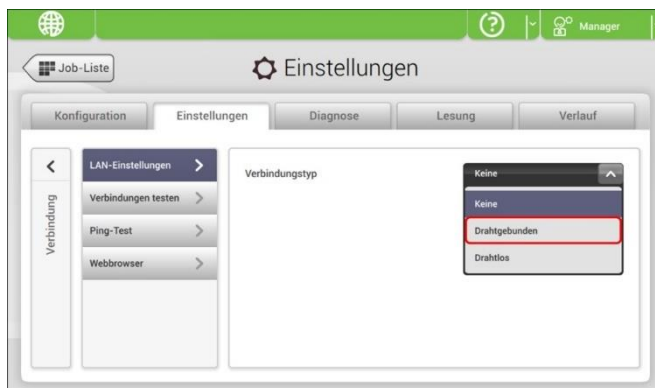 Manager
Job-Liste
Einstellungen
Konfiguration
Einstellungen
Diagnose
Lesung
Verlauf
Verbindung
LAN-Einstellungen
Verbindungen testen
Ping-Test
Webbrowser
Verbindungstyp
Keine
Keine
Drahtgebunden
Drahtlos